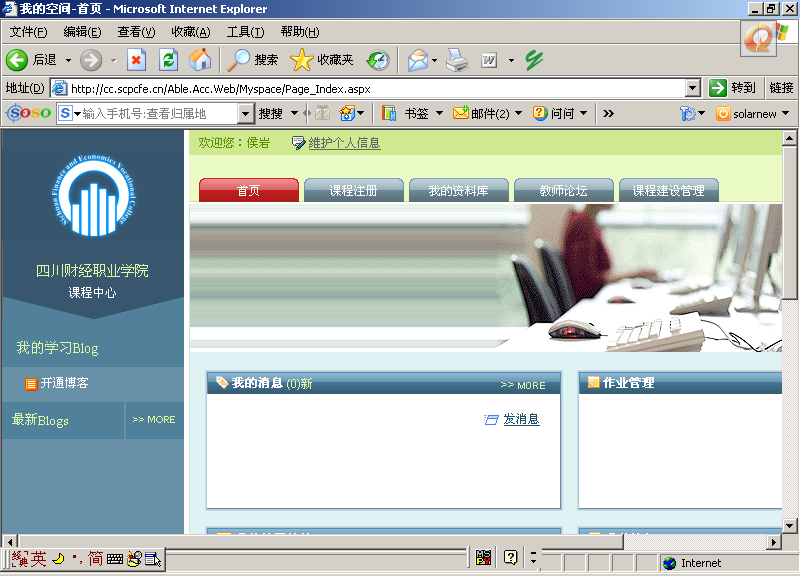 我的空间-首页 - Microsoft Internet Explorer
文件(F) 编辑(E) 查看(V) 收藏(A) 工具(T) 帮助(H)
后退 搜索 收藏夹
地址(D) http://cc.scpcfe.cn/Able.Acc.Web/Myspace/Page_Index.aspx 转到 链接
SOSO 输入手机号:查看归属地 搜搜 书签 邮件(2) 问问 » solarnew
欢迎您：侯岩 维护个人信息
首页 课程注册 我的资料库 教师论坛 课程建设管理
Sichuan Finance and Economics Vocational College
四川财经职业学院
课程中心
我的学习Blog
开通博客
最新Blogs >> MORE
我的消息 (0)新 >> MORE
发消息
作业管理
英 简
Internet